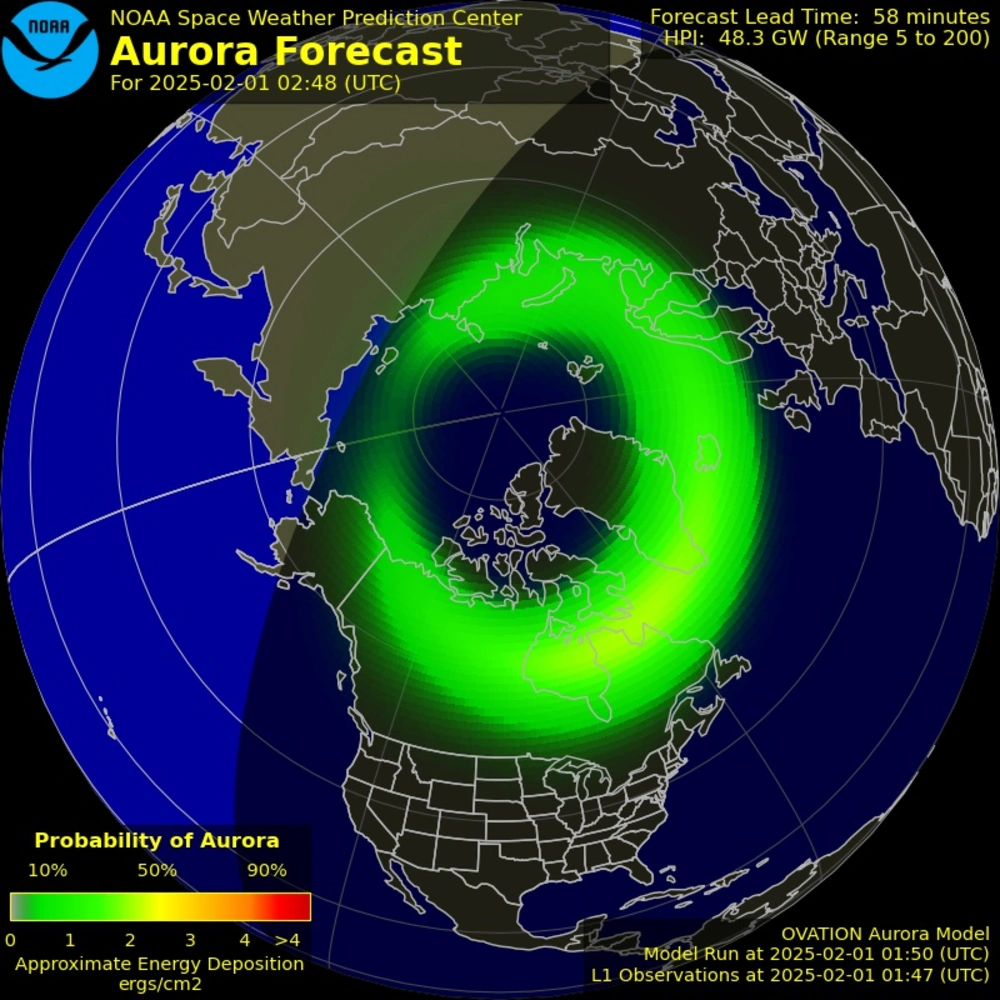 NOAA
NOAA Space Weather Prediction Center
Aurora Forecast
For 2025-02-01 02:48 (UTC)
Forecast Lead Time: 58 minutes
HPI: 48.3 GW (Range 5 to 200)
Probability of Aurora
10% 50% 90%
0 1 2 3 4 >4
Approximate Energy Deposition
ergs/cm2
OVATION Aurora Model
Model Run at 2025-02-01 01:50 (UTC)
L1 Observations at 2025-02-01 01:47 (UTC)